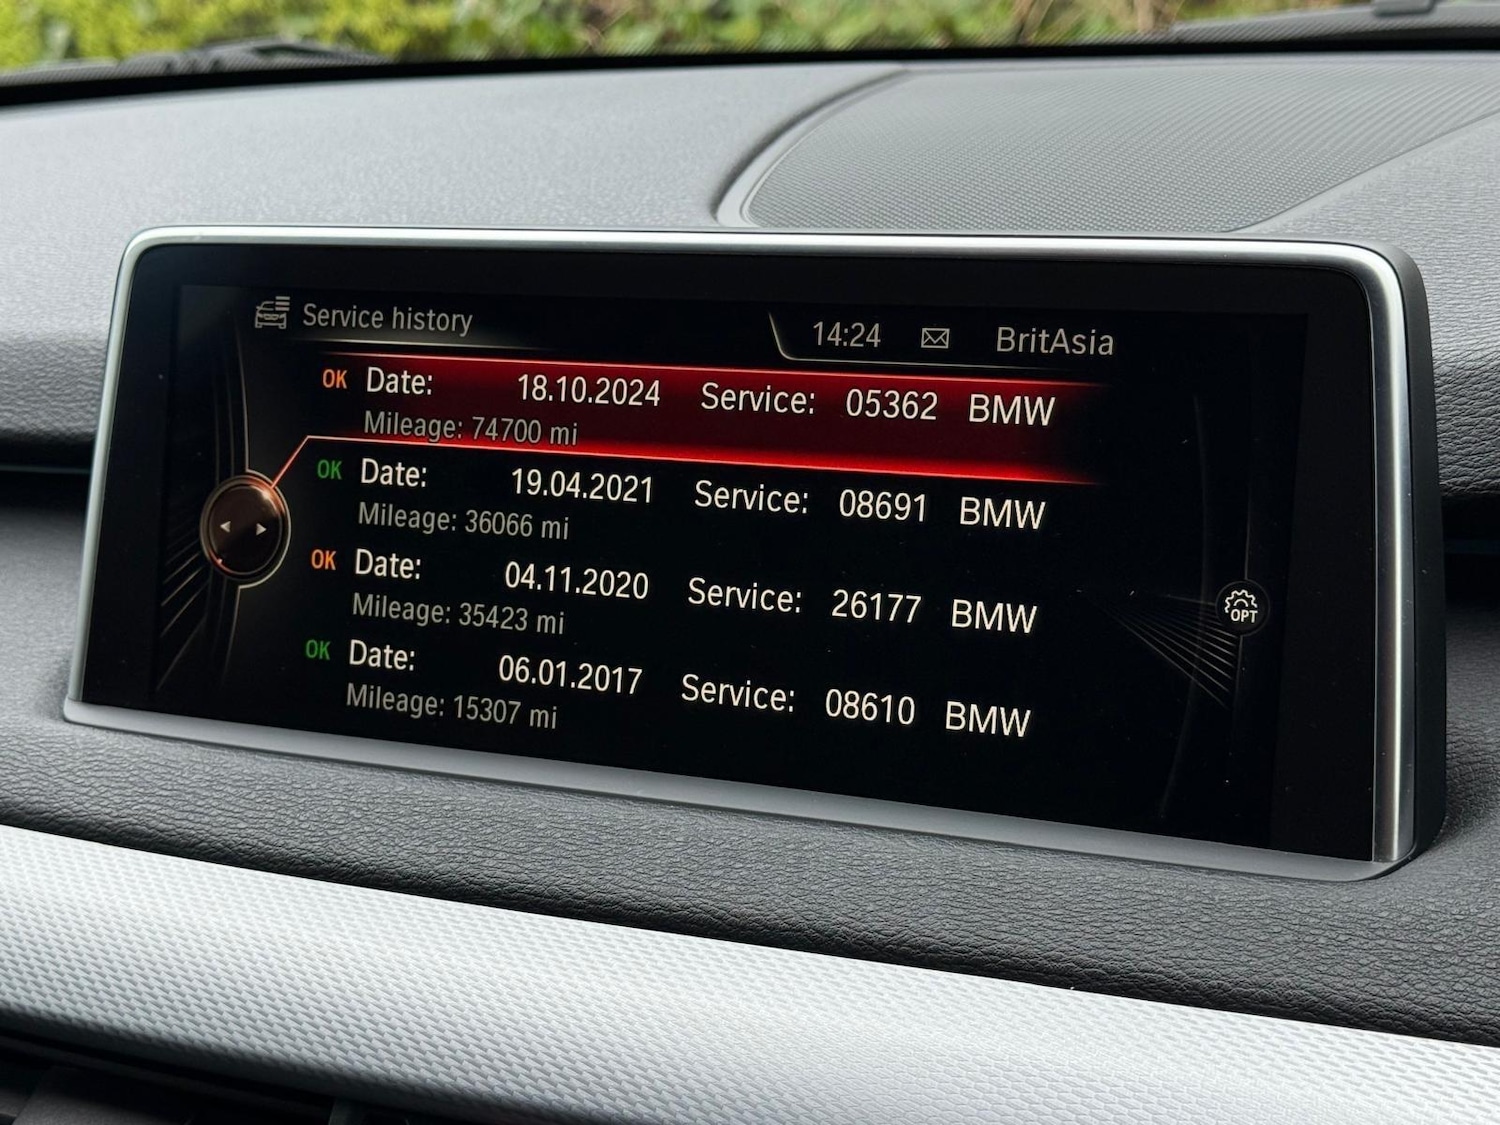 Service history 14:24 BritAsia
OK Date: 18.10.2024 Service: 05362 BMW
Mileage: 74700 mi
OK Date: 19.04.2021 Service: 08691 BMW
Mileage: 36066 mi
OK Date: 04.11.2020 Service: 26177 BMW
Mileage: 35423 mi
OK Date: 06.01.2017 Service: 08610 BMW
Mileage: 15307 mi
OPT